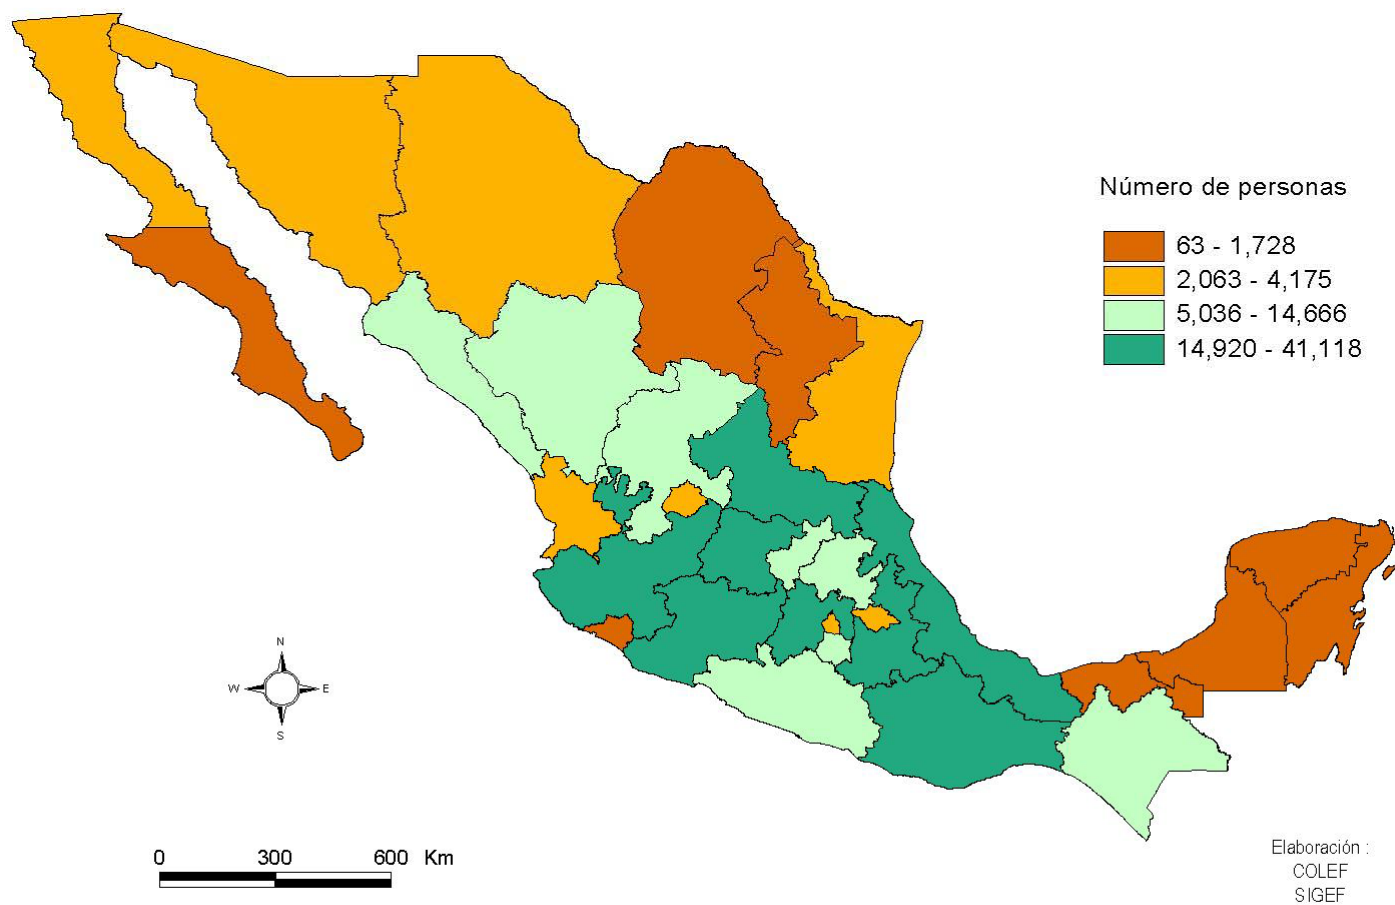 Número de personas
63 - 1,728
2,063 - 4,175
5,036 - 14,666
14,920 - 41,118
N
W E
S
0 300 600 Km
Elaboración :
COLEF
SIGEF